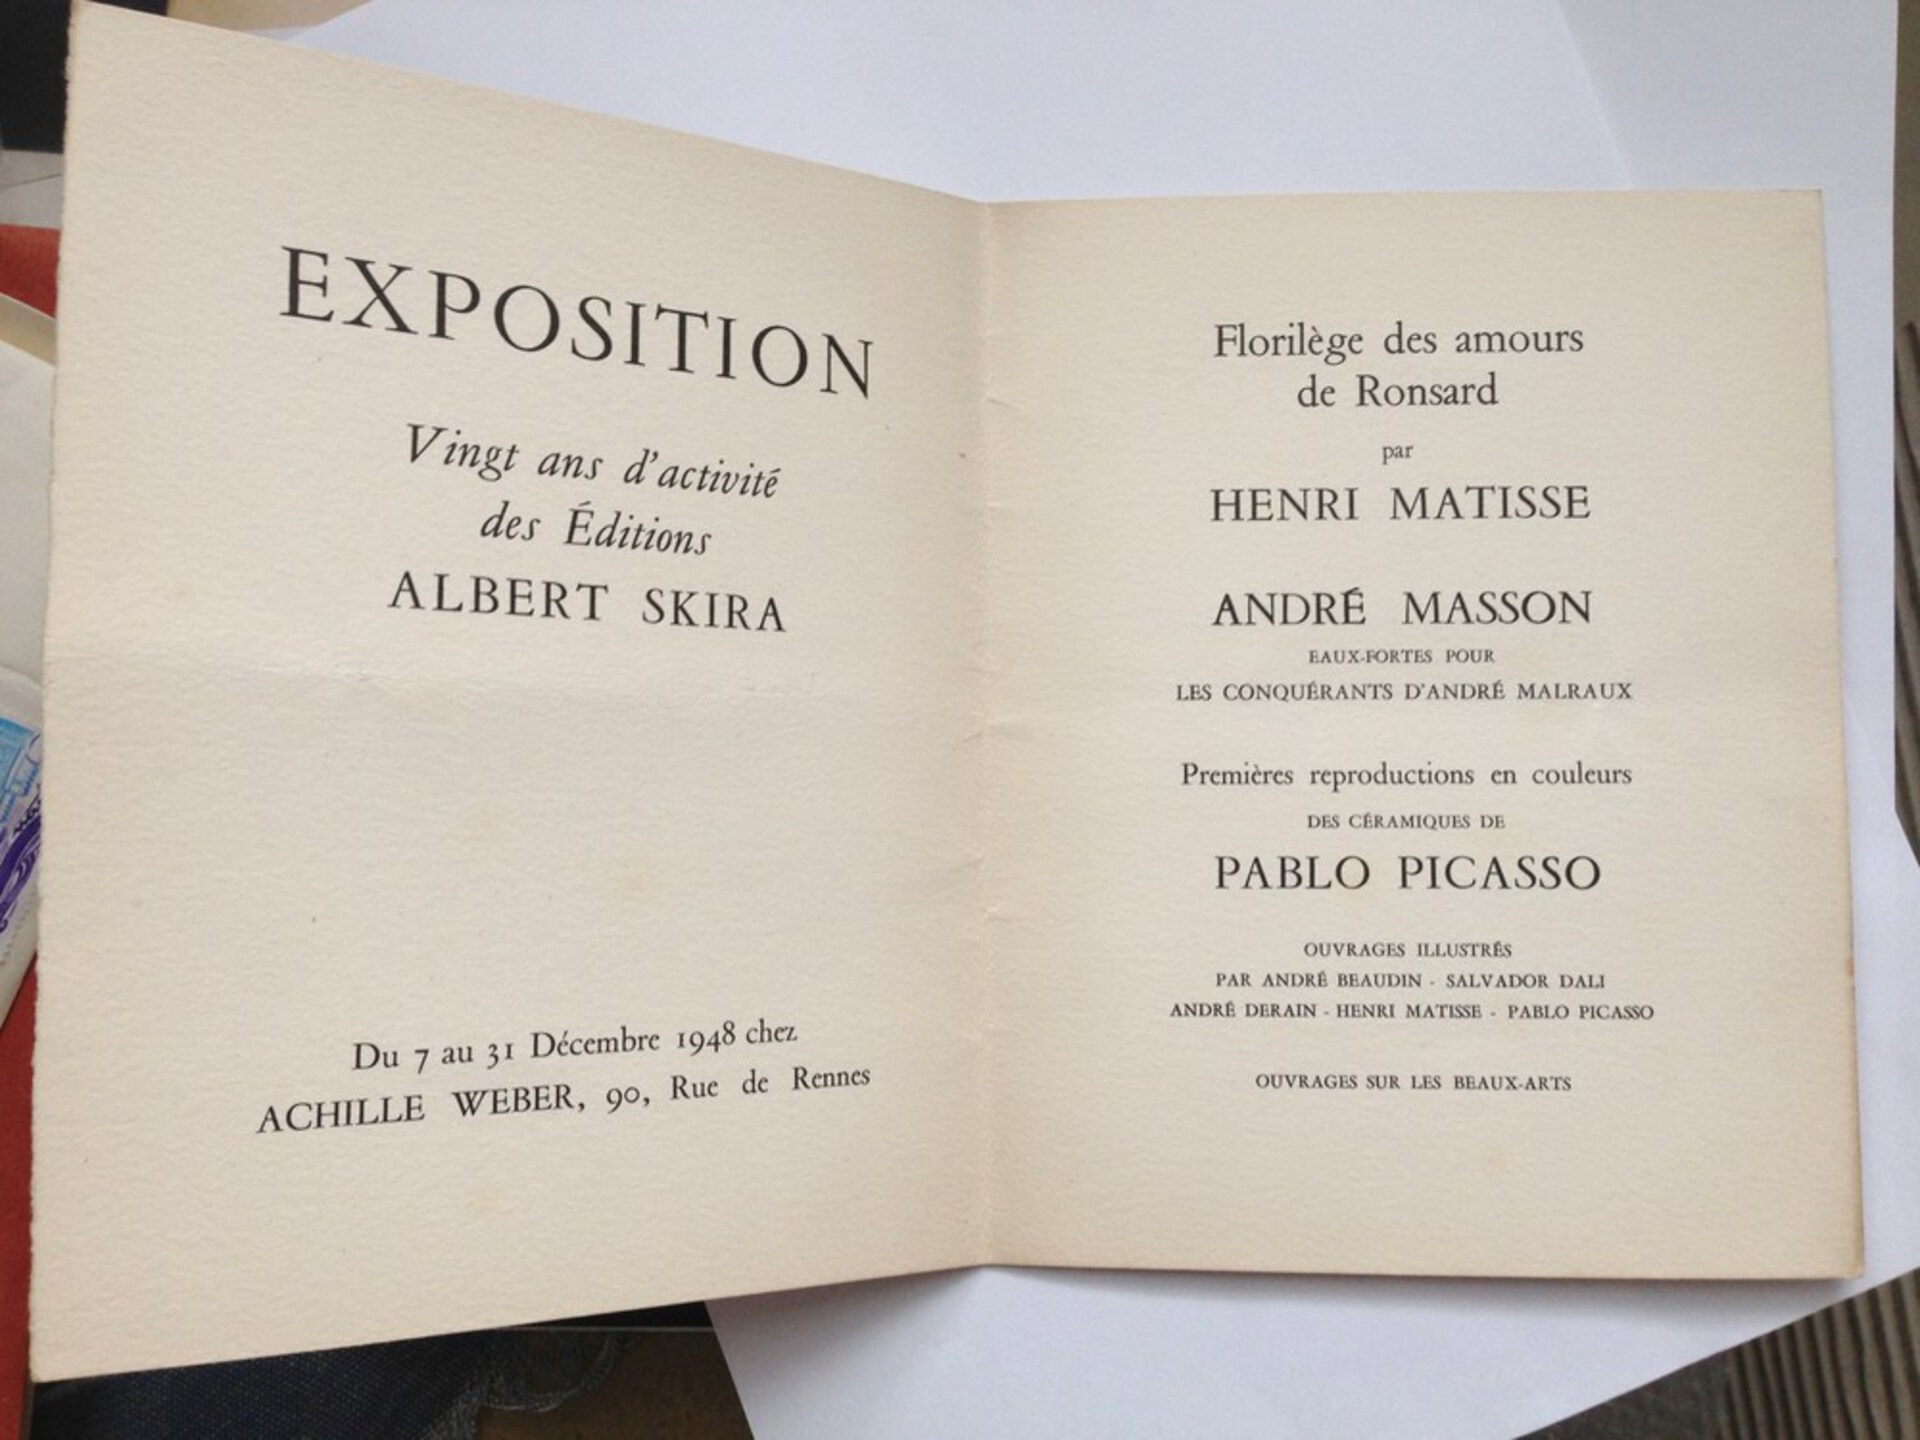 EXPOSITION
Vingt ans d'activité
des Éditions
ALBERT SKIRA
Du 7 au 31 Décembre 1948 chez
ACHILLE WEBER, 90, Rue de Rennes
Florilège des amours
de Ronsard
par
HENRI MATISSE
ANDRÉ MASSON
EAUX-FORTES POUR
LES CONQUÉRANTS D'ANDRÉ MALRAUX
Premières reproductions en couleurs
DES CÉRAMIQUES DE
PABLO PICASSO
OUVRAGES ILLUSTRÉS
PAR ANDRÉ BEAUDIN - SALVADOR DALI
ANDRÉ DERAIN - HENRI MATISSE - PABLO PICASSO
OUVRAGES SUR LES BEAUX-ARTS